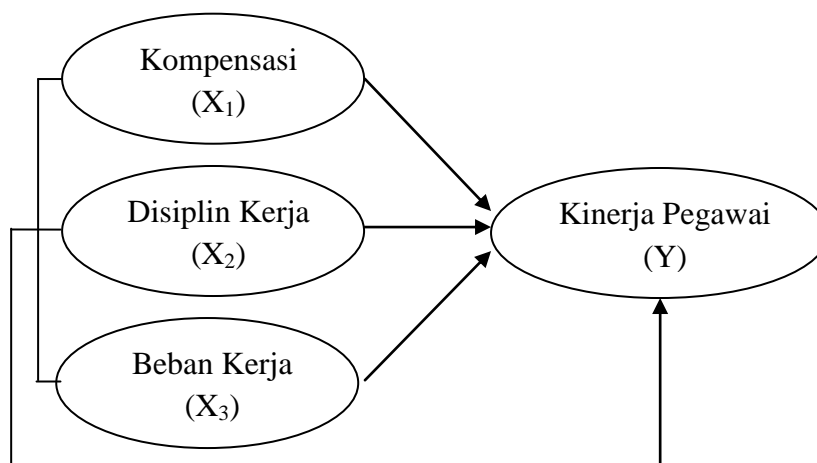 Kompensasi
(X₁)
Disiplin Kerja
(X₂)
Kinerja Pegawai
(Y)
Beban Kerja
(X₃)